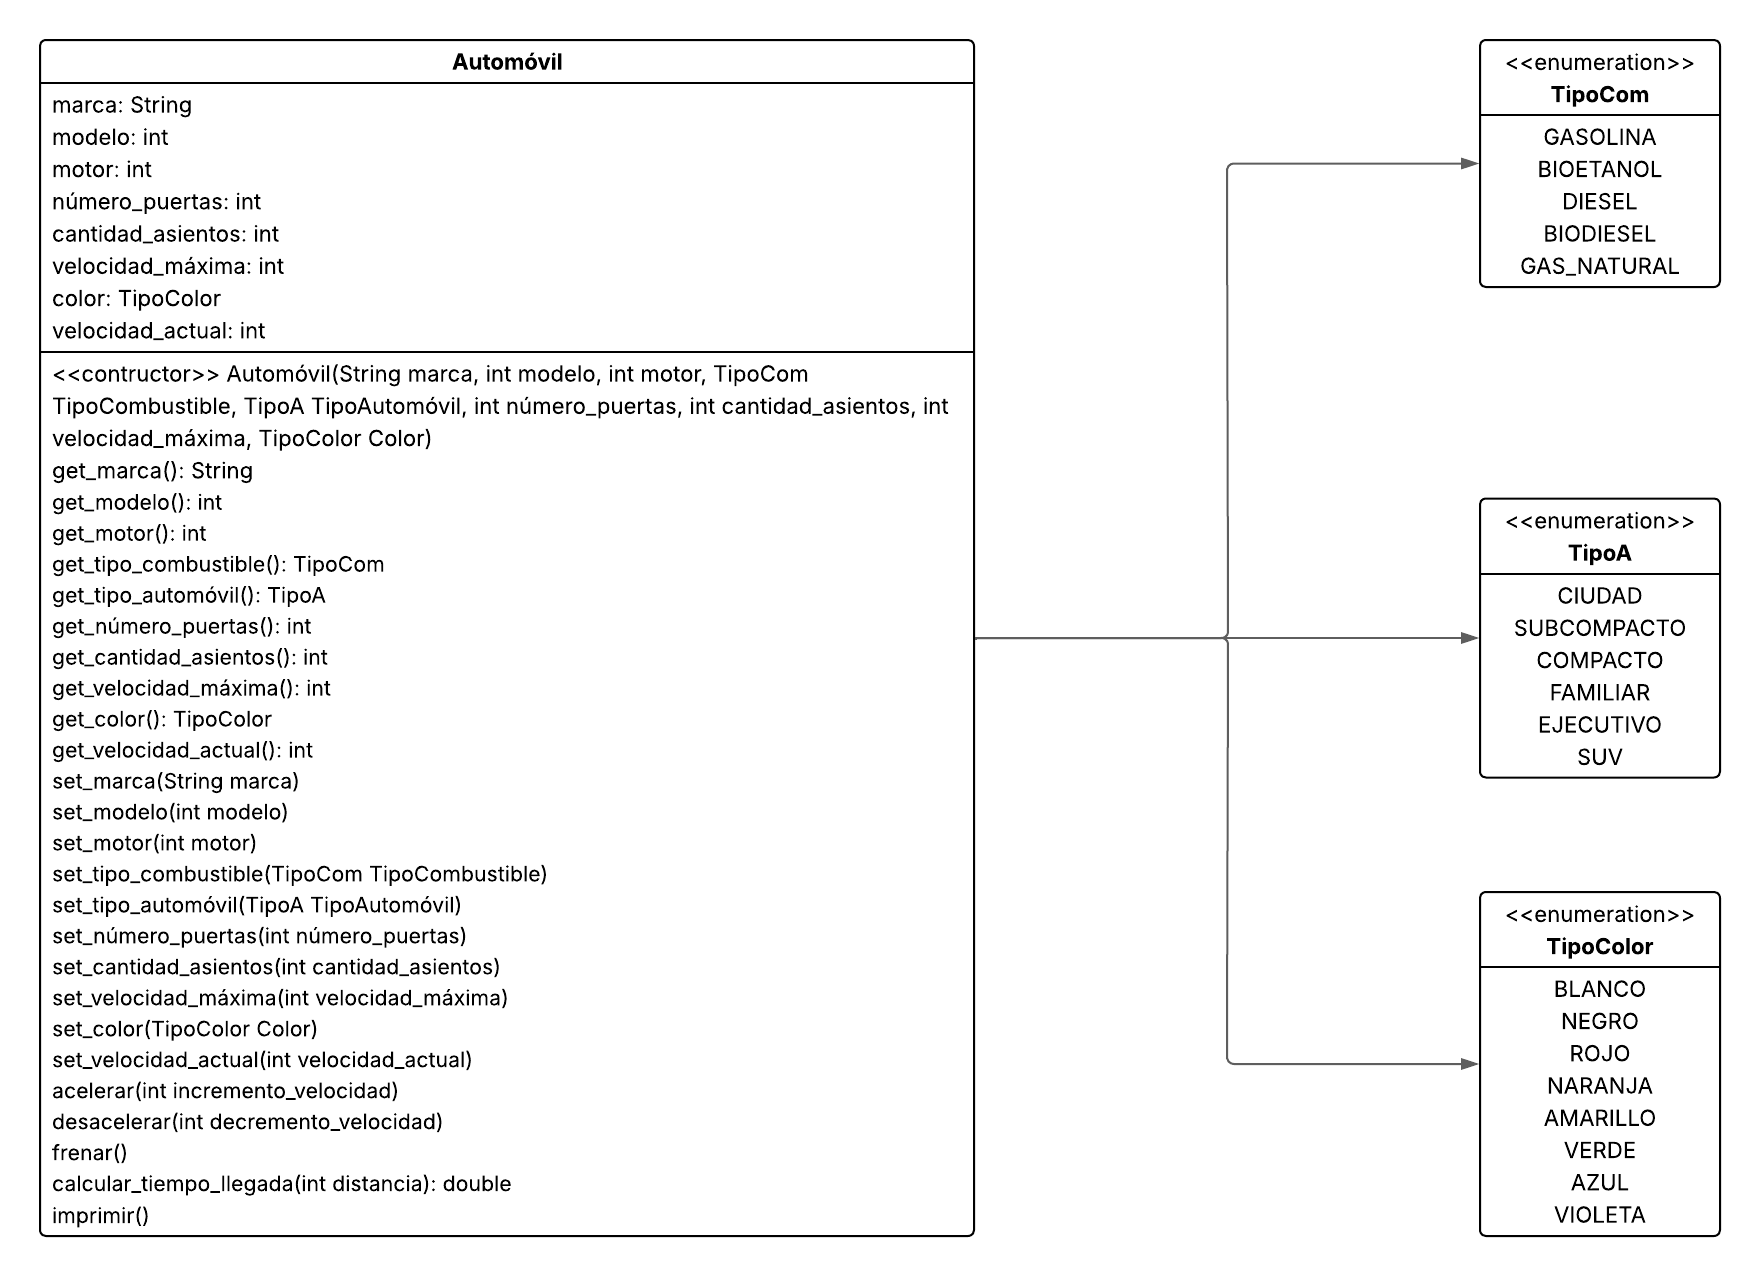 Automóvil
marca: String
modelo: int
motor: int
número_puertas: int
cantidad_asientos: int
velocidad_máxima: int
color: TipoColor
velocidad_actual: int
<<contructor>> Automóvil(String marca, int modelo, int motor, TipoCom
TipoCombustible, TipoA TipoAutomóvil, int número_puertas, int cantidad_asientos, int
velocidad_máxima, TipoColor Color)
get_marca(): String
get_modelo(): int
get_motor(): int
get_tipo_combustible(): TipoCom
get_tipo_automóvil(): TipoA
get_número_puertas(): int
get_cantidad_asientos(): int
get_velocidad_máxima(): int
get_color(): TipoColor
get_velocidad_actual(): int
set_marca(String marca)
set_modelo(int modelo)
set_motor(int motor)
set_tipo_combustible(TipoCom TipoCombustible)
set_tipo_automóvil(TipoA TipoAutomóvil)
set_número_puertas(int número_puertas)
set_cantidad_asientos(int cantidad_asientos)
set_velocidad_máxima(int velocidad_máxima)
set_color(TipoColor Color)
set_velocidad_actual(int velocidad_actual)
acelerar(int incremento_velocidad)
desacelerar(int decremento_velocidad)
frenar()
calcular_tiempo_llegada(int distancia): double
imprimir()
<<enumeration>>
TipoCom
GASOLINA
BIOETANOL
DIESEL
BIODIESEL
GAS_NATURAL
<<enumeration>>
TipoA
CIUDAD
SUBCOMPACTO
COMPACTO
FAMILIAR
EJECUTIVO
SUV
<<enumeration>>
TipoColor
BLANCO
NEGRO
ROJO
NARANJA
AMARILLO
VERDE
AZUL
VIOLETA